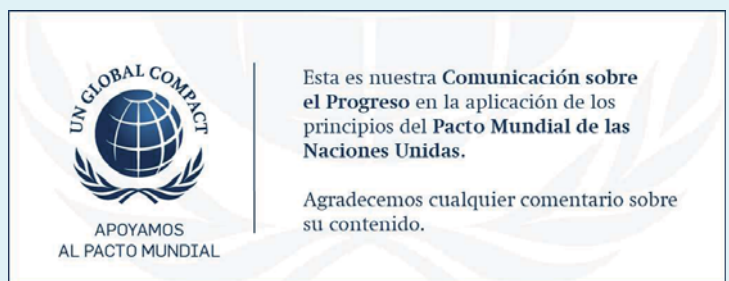 UN GLOBAL COMPACT
APOYAMOS
AL PACTO MUNDIAL
Esta es nuestra Comunicación sobre
el Progreso en la aplicación de los
principios del Pacto Mundial de las
Naciones Unidas.
Agradecemos cualquier comentario sobre
su contenido.